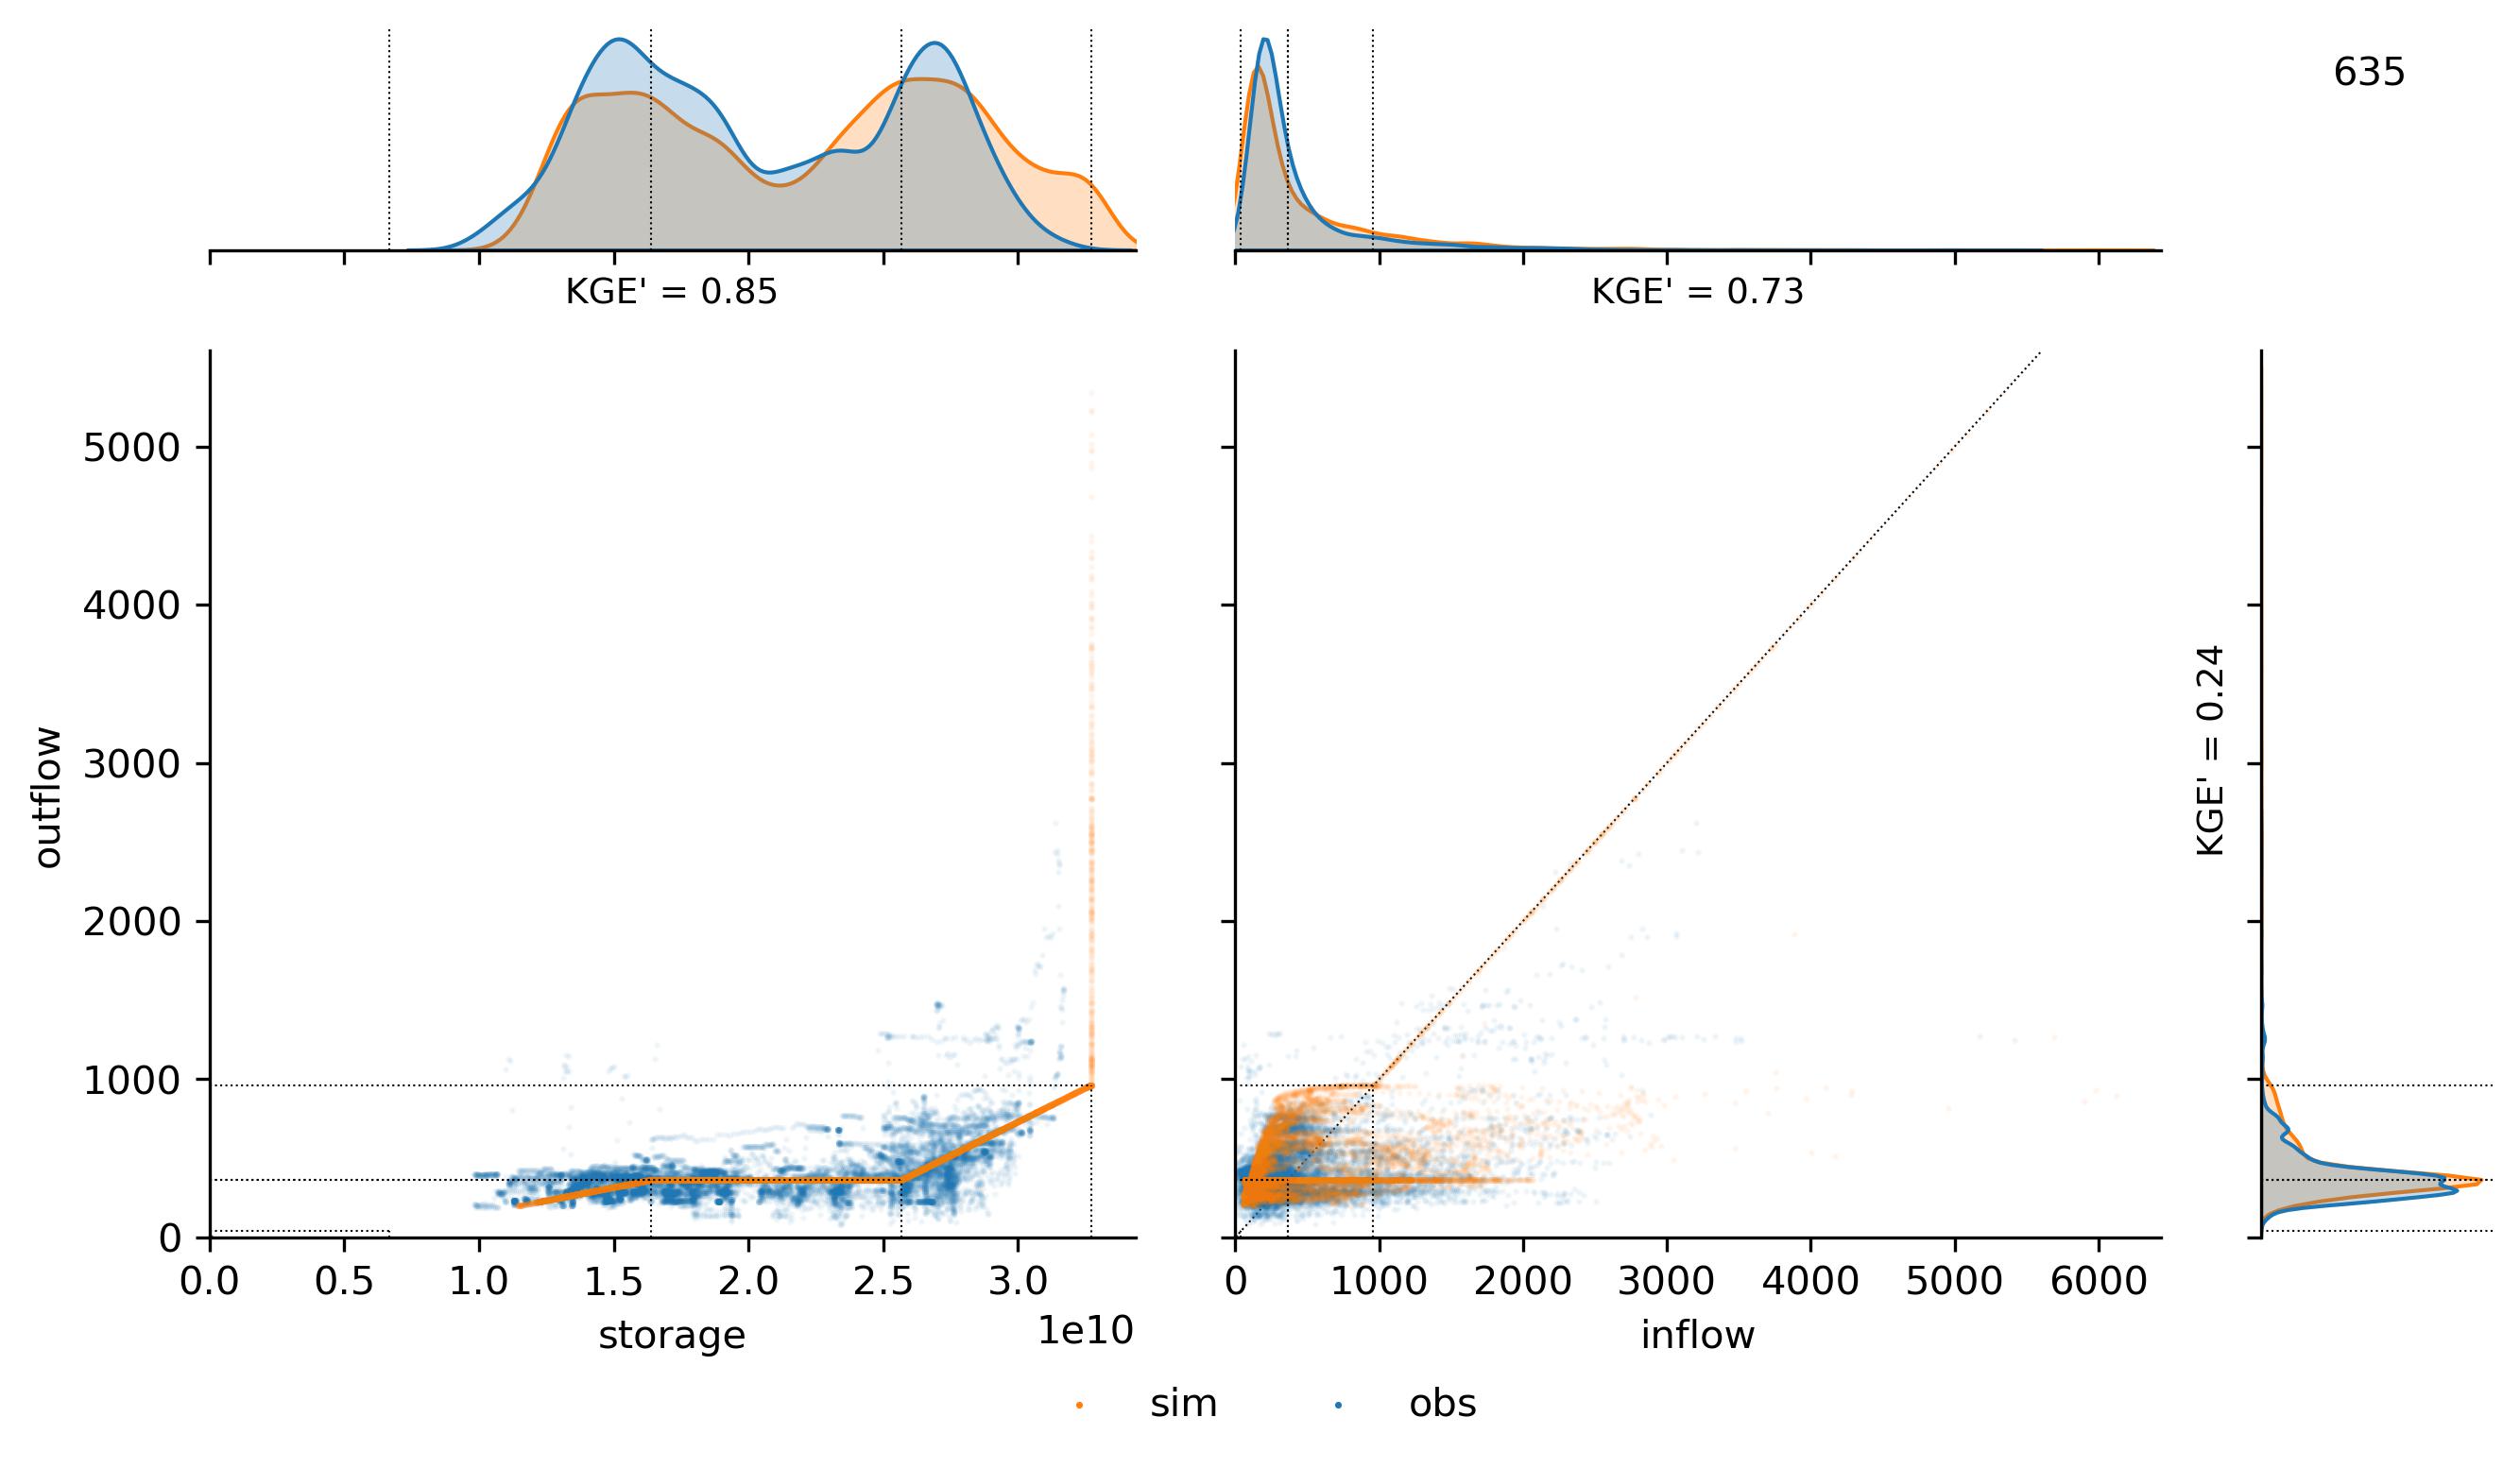 635
KGE' = 0.85
KGE' = 0.73
outflow
5000
4000
3000
2000
1000
0
KGE' = 0.24
0.0 0.5 1.0 1.5 2.0 2.5 3.0
1e10
storage
0 1000 2000 3000 4000 5000 6000
inflow
sim obs